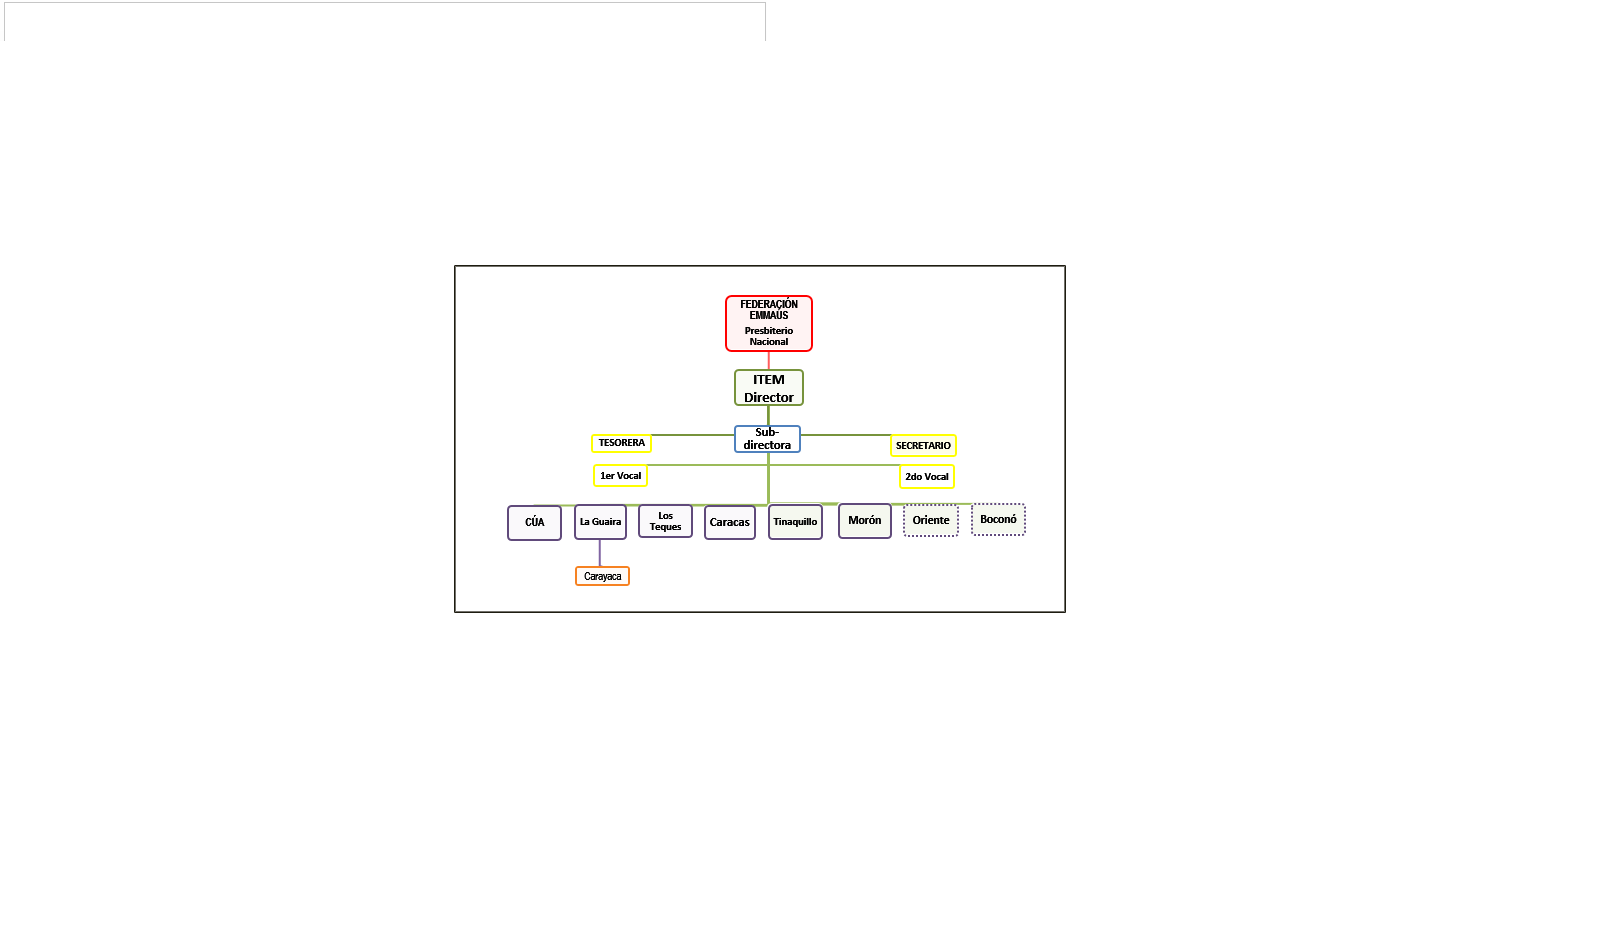 FEDERACIÓN
EMMAÚS
Presbiterio
Nacional
ITEM
Director
Sub-
directora
TESORERA
SECRETARIO
1er Vocal
2do Vocal
CÚA
La Guaira
Los
Teques
Caracas
Tinaquillo
Morón
Oriente
Boconó
Carayaca